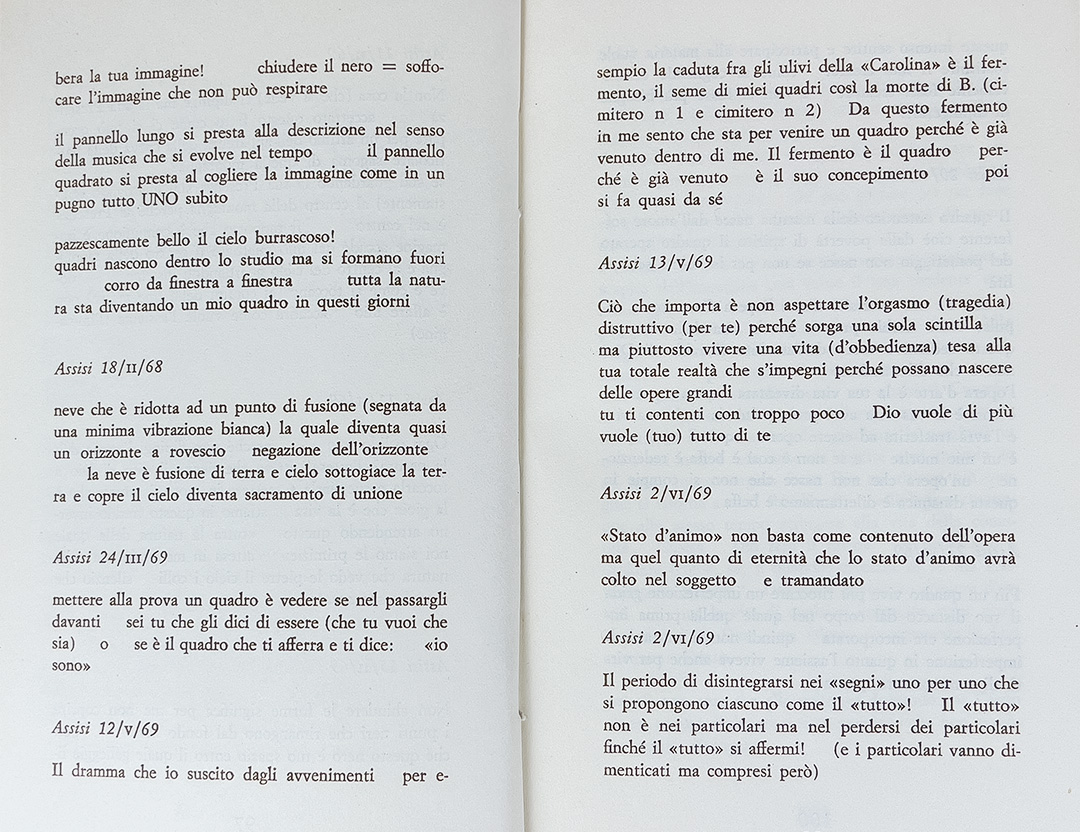 bera la tua immagine! chiudere il nero = soffo-
care l'immagine che non può respirare
il pannello lungo si presta alla descrizione nel senso
della musica che si evolve nel tempo il pannello
quadrato si presta al cogliere la immagine come in un
pugno tutto UNO subito
pazzescamente bello il cielo burrascoso!
quadri nascono dentro lo studio ma si formano fuori
corro da finestra a finestra tutta la natu-
ra sta diventando un mio quadro in questi giorni
Assisi 18/II/68
neve che è ridotta ad un punto di fusione (segnata da
una minima vibrazione bianca) la quale diventa quasi
un orizzonte a rovescio negazione dell'orizzonte
la neve è fusione di terra e cielo sottogiace la ter-
ra e copre il cielo diventa sacramento di unione
Assisi 24/III/69
mettere alla prova un quadro è vedere se nel passargli
davanti sei tu che gli dici di essere (che tu vuoi che
sia) o se è il quadro che ti afferra e ti dice: «io
sono»
Assisi 12/V/69
Il dramma che io suscito dagli avvenimenti per e-
sempio la caduta fra gli ulivi della «Carolina» è il fer-
mento, il seme di miei quadri così la morte di B. (ci-
mitero n 1 e cimitero n 2) Da questo fermento
in me sento che sta per venire un quadro perché è già
venuto dentro di me. Il fermento è il quadro per-
ché è già venuto è il suo concepimento poi
si fa quasi da sé
Assisi 13/V/69
Ciò che importa è non aspettare l'orgasmo (tragedia)
distruttivo (per te) perché sorga una sola scintilla
ma piuttosto vivere una vita (d'obbedienza) tesa alla
tua totale realtà che s'impegni perché possano nascere
delle opere grandi
tu ti contenti con troppo poco Dio vuole di più
vuole (tuo) tutto di te
Assisi 2/VI/69
«Stato d'animo» non basta come contenuto dell'opera
ma quel quanto di eternità che lo stato d'animo avrà
colto nel soggetto e tramandato
Assisi 2/VI/69
Il periodo di disintegrarsi nei «segni» uno per uno che
si propongono ciascuno come il «tutto»! Il «tutto»
non è nei particolari ma nel perdersi dei particolari
finché il «tutto» si affermi! (e i particolari vanno di-
menticati ma compresi però)